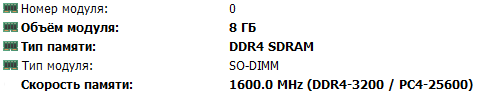 Номер модуля: 0
Объём модуля: 8 ГБ
Тип памяти: DDR4 SDRAM
Тип модуля: SO-DIMM
Скорость памяти: 1600.0 MHz (DDR4-3200 / PC4-25600)